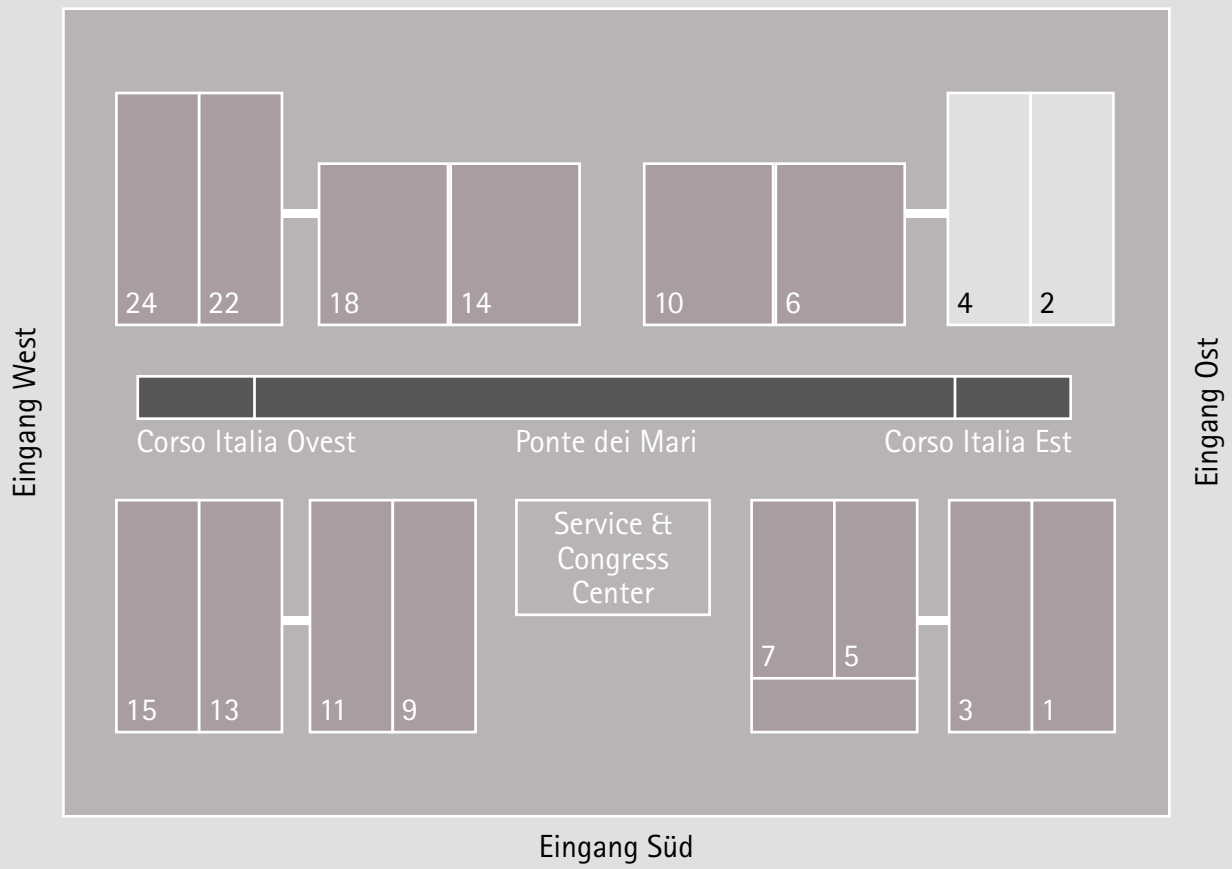 24 22 18 14 10 6 4 2
Eingang West
Eingang Ost
Corso Italia Ovest Ponte dei Mari Corso Italia Est
Service &
Congress
Center
7 5
15 13 11 9 3 1
Eingang Süd